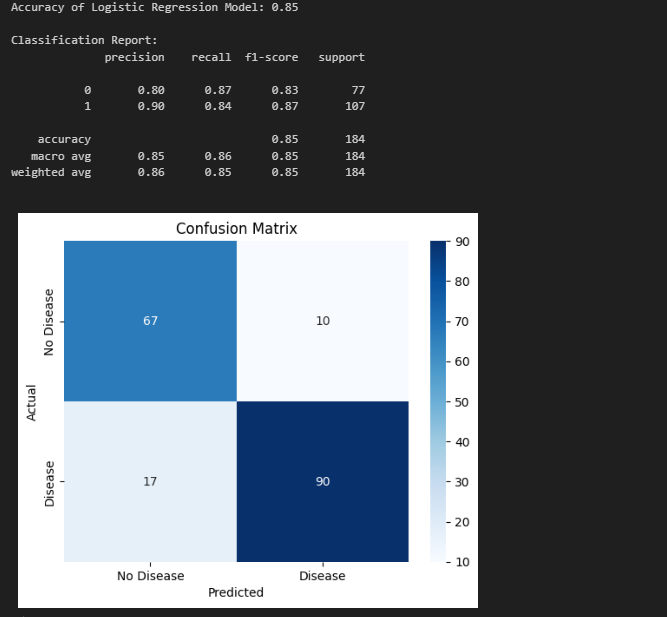 Accuracy of Logistic Regression Model: 0.85
Classification Report:
precision recall f1-score support
0 0.80 0.87 0.83 77
1 0.90 0.84 0.87 107
accuracy 0.85 184
macro avg 0.85 0.86 0.85 184
weighted avg 0.86 0.85 0.85 184
Confusion Matrix
Actual
No Disease
67 10
Disease
17 90
No Disease Disease
Predicted
90
80
70
60
50
40
30
20
10